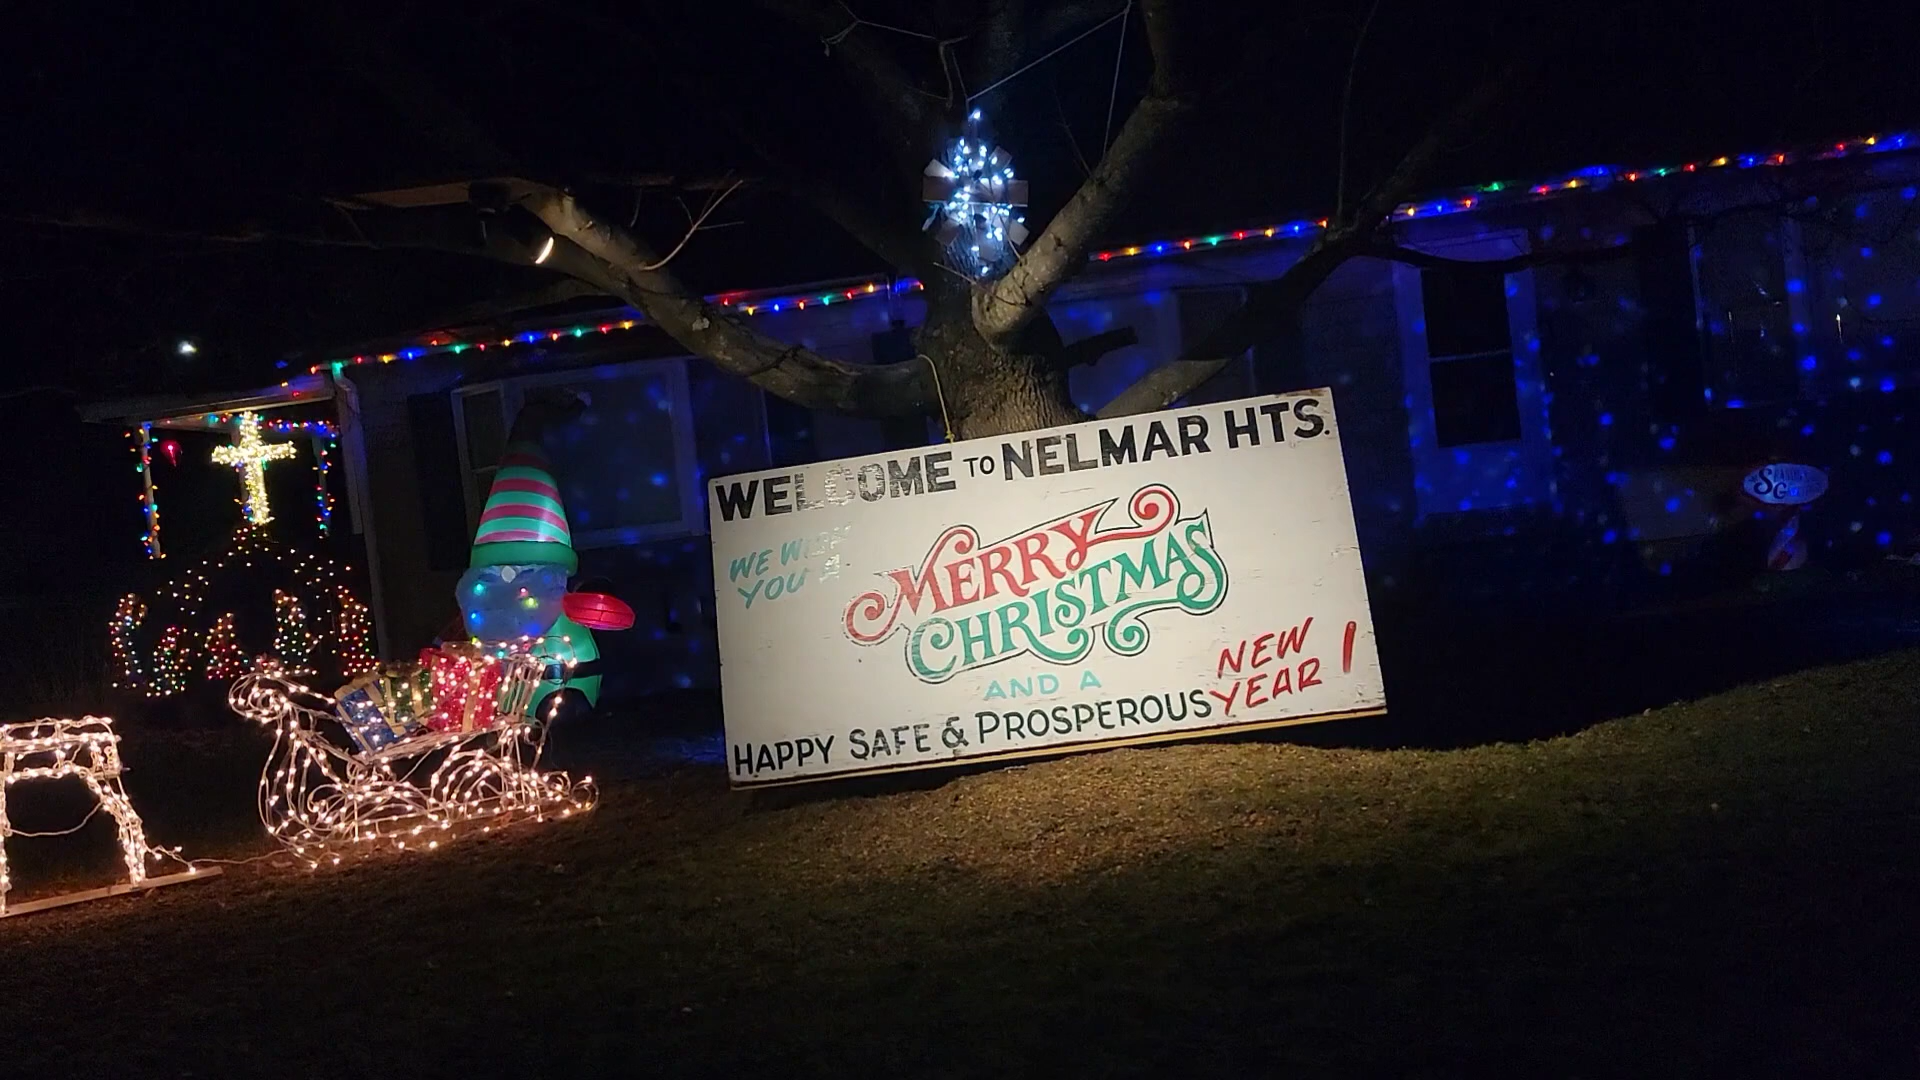 WELCOME TO NELMAR HTS.
WE WISH
YOU
MERRY
CHRISTMAS
AND A
HAPPY SAFE & PROSPEROUS
NEW
YEAR !